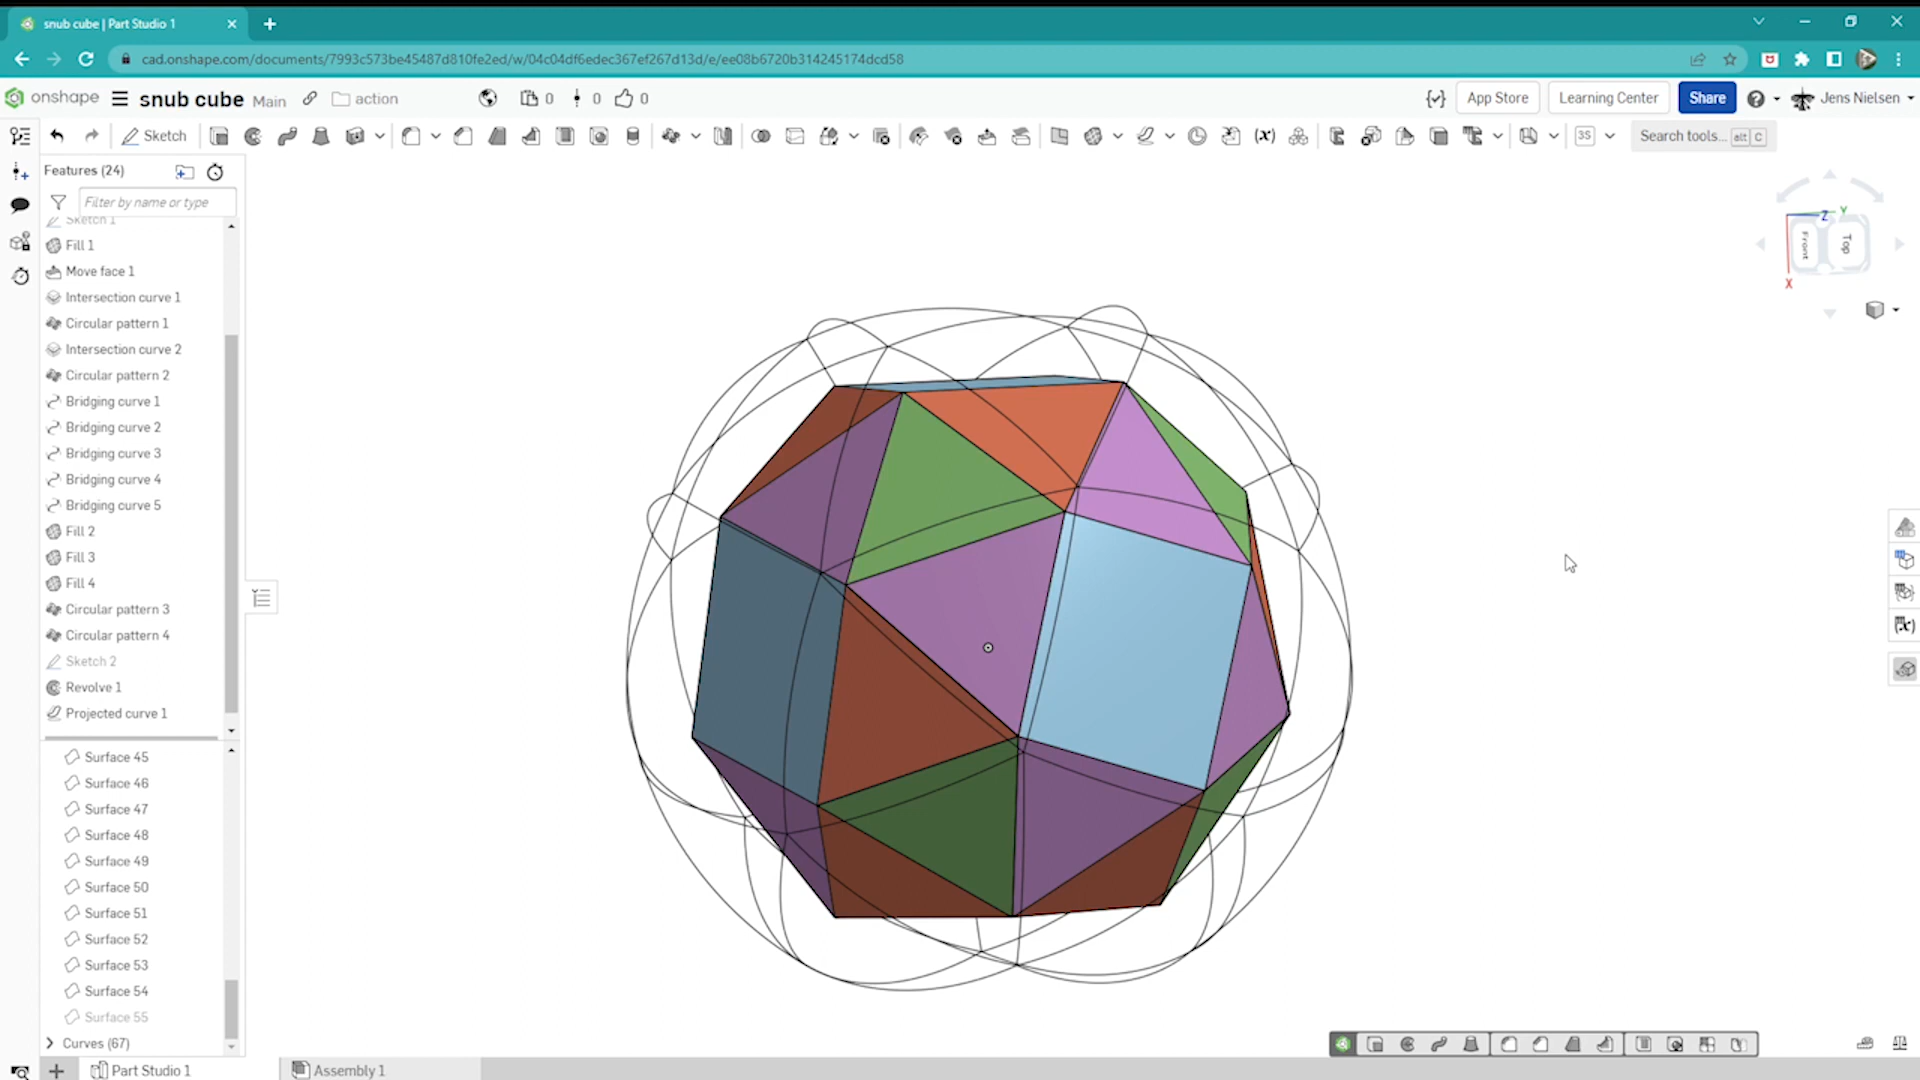 snub cube | Part Studio 1
cad.onshape.com/documents/7993c573be45487d810fe2ed/w/04c04df6edec367ef267d13d/e/ee08b6720b314245174dcd58
onshape snub cube Main action 0 0 0 App Store Learning Center Share Jens Nielsen
Sketch (x) 3S Search tools... alt C
Features (24)
Filter by name or type
Sketch 1
Fill 1
Move face 1
Intersection curve 1
Circular pattern 1
Intersection curve 2
Circular pattern 2
Bridging curve 1
Bridging curve 2
Bridging curve 3
Bridging curve 4
Bridging curve 5
Fill 2
Fill 3
Fill 4
Circular pattern 3
Circular pattern 4
Sketch 2
Revolve 1
Projected curve 1
Surface 45
Surface 46
Surface 47
Surface 48
Surface 49
Surface 50
Surface 51
Surface 52
Surface 53
Surface 54
Surface 55
Curves (67)
Part Studio 1
Assembly 1
Z Y
Front Top
X
(x)